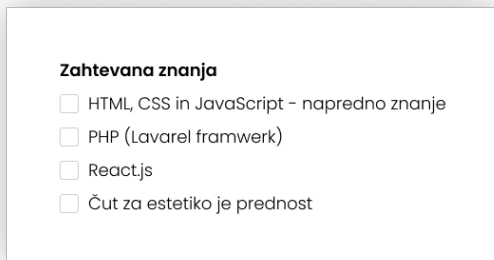 Zahtevana znanja
HTML, CSS in JavaScript - napredno znanje
PHP (Lavarel framwerk)
React.js
Čut za estetiko je prednost